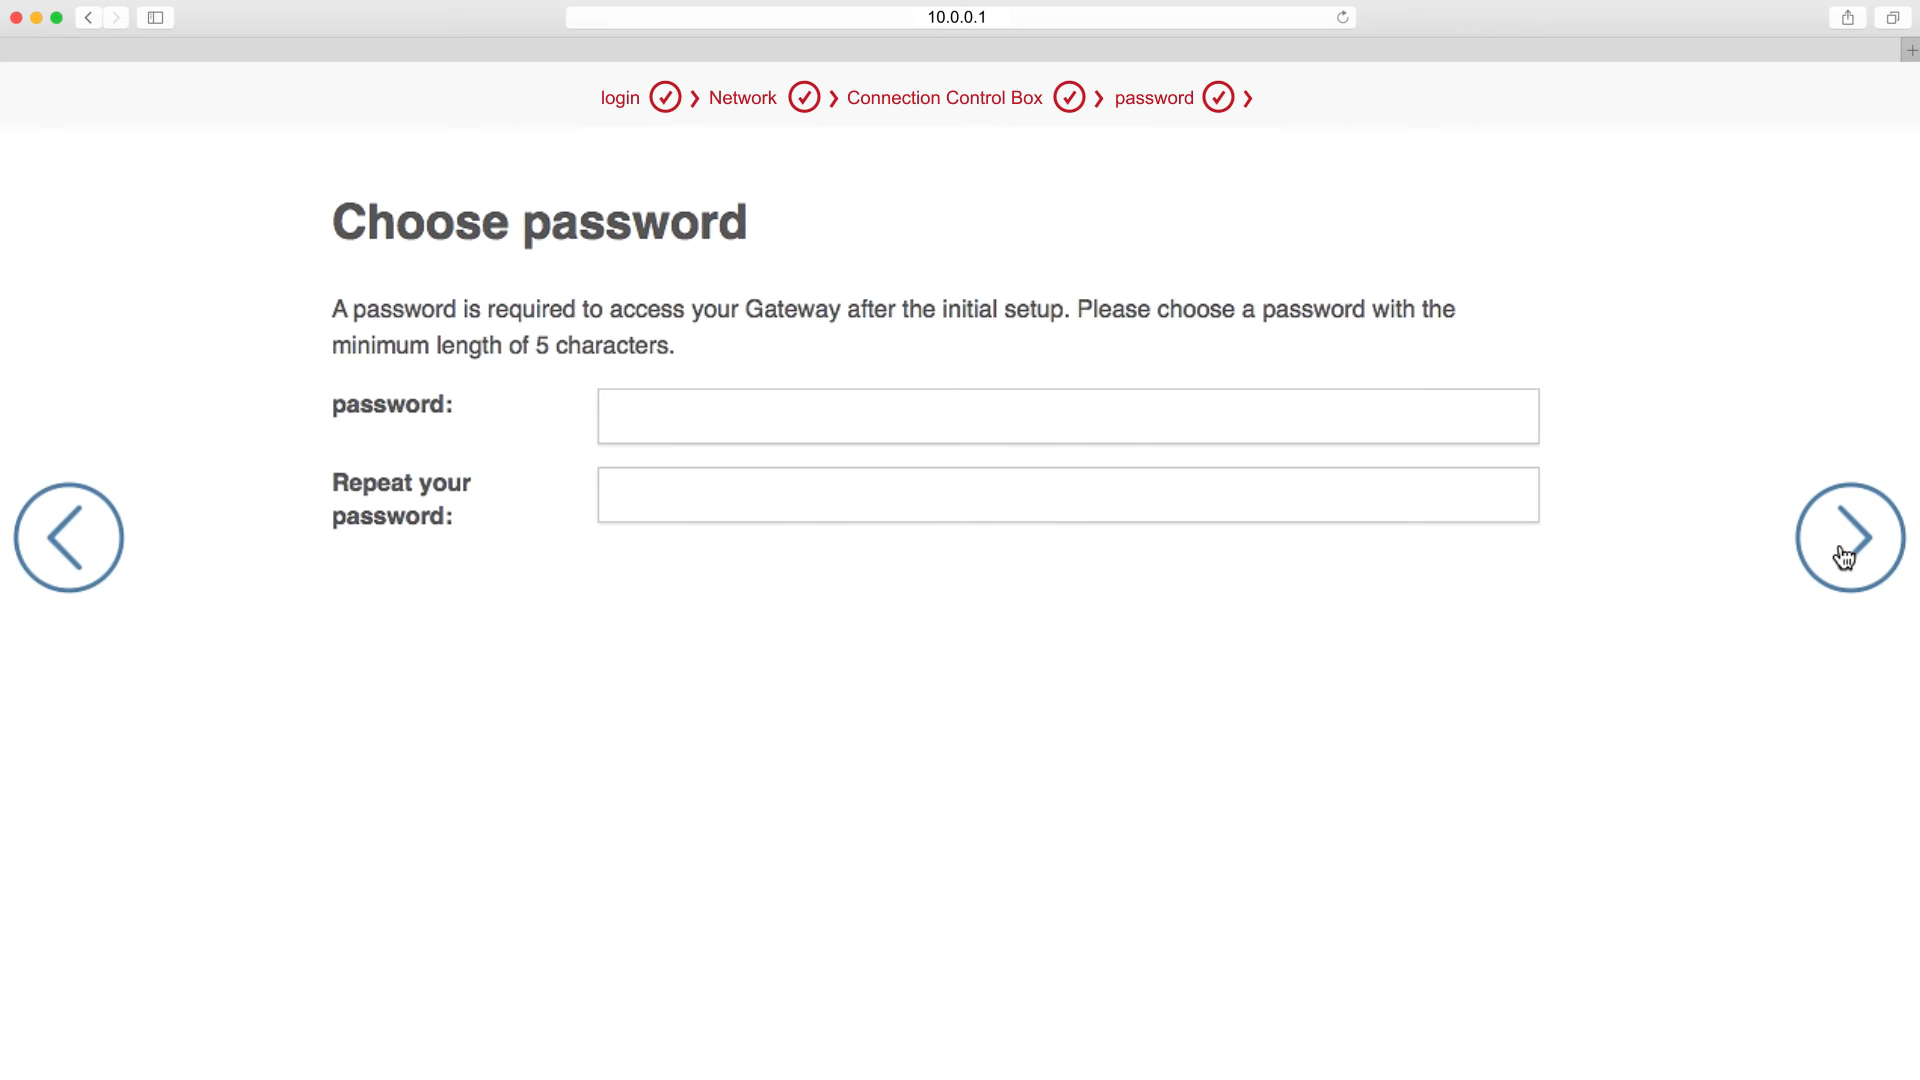 10.0.0.1
login
Network
Connection Control Box
password
Choose password
A password is required to access your Gateway after the initial setup. Please choose a password with the
minimum length of 5 characters.
password:
Repeat your
password: